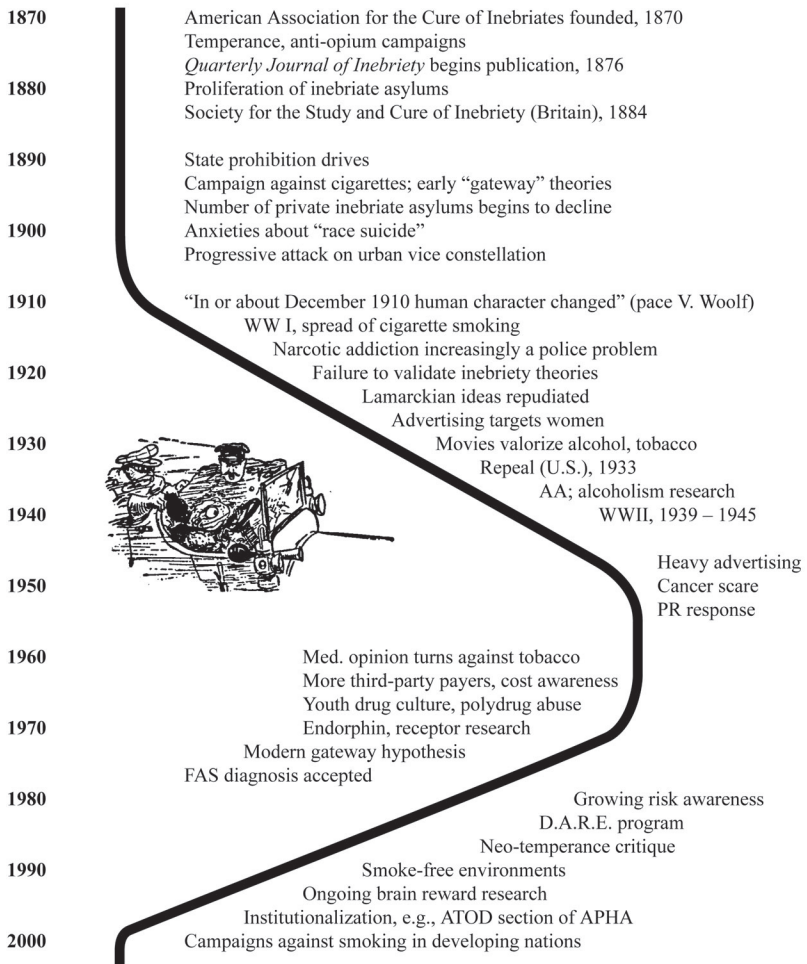 1870 American Association for the Cure of Inebriates founded, 1870
Temperance, anti-opium campaigns
Quarterly Journal of Inebriety begins publication, 1876
1880 Proliferation of inebriate asylums
Society for the Study and Cure of Inebriety (Britain), 1884
1890 State prohibition drives
Campaign against cigarettes; early “gateway” theories
Number of private inebriate asylums begins to decline
1900 Anxieties about “race suicide”
Progressive attack on urban vice constellation
1910 “In or about December 1910 human character changed” (pace V. Woolf)
WW I, spread of cigarette smoking
Narcotic addiction increasingly a police problem
1920 Failure to validate inebriety theories
Lamarckian ideas repudiated
Advertising targets women
1930 Movies valorize alcohol, tobacco
Repeal (U.S.), 1933
AA; alcoholism research
1940 WWII, 1939 – 1945
Heavy advertising
1950 Cancer scare
PR response
1960 Med. opinion turns against tobacco
More third-party payers, cost awareness
Youth drug culture, polydrug abuse
1970 Endorphin, receptor research
Modern gateway hypothesis
FAS diagnosis accepted
1980 Growing risk awareness
D.A.R.E. program
Neo-temperance critique
1990 Smoke-free environments
Ongoing brain reward research
Institutionalization, e.g., ATOD section of APHA
2000 Campaigns against smoking in developing nations